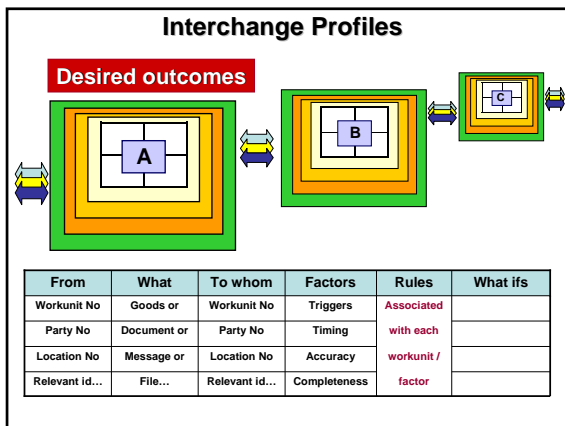 Interchange Profiles
Desired outcomes
A
B
C
From What To whom Factors Rules What ifs
Workunit No Goods or Workunit No Triggers Associated
Party No Document or Party No Timing with each
Location No Message or Location No Accuracy workunit /
Relevant id... File... Relevant id... Completeness factor